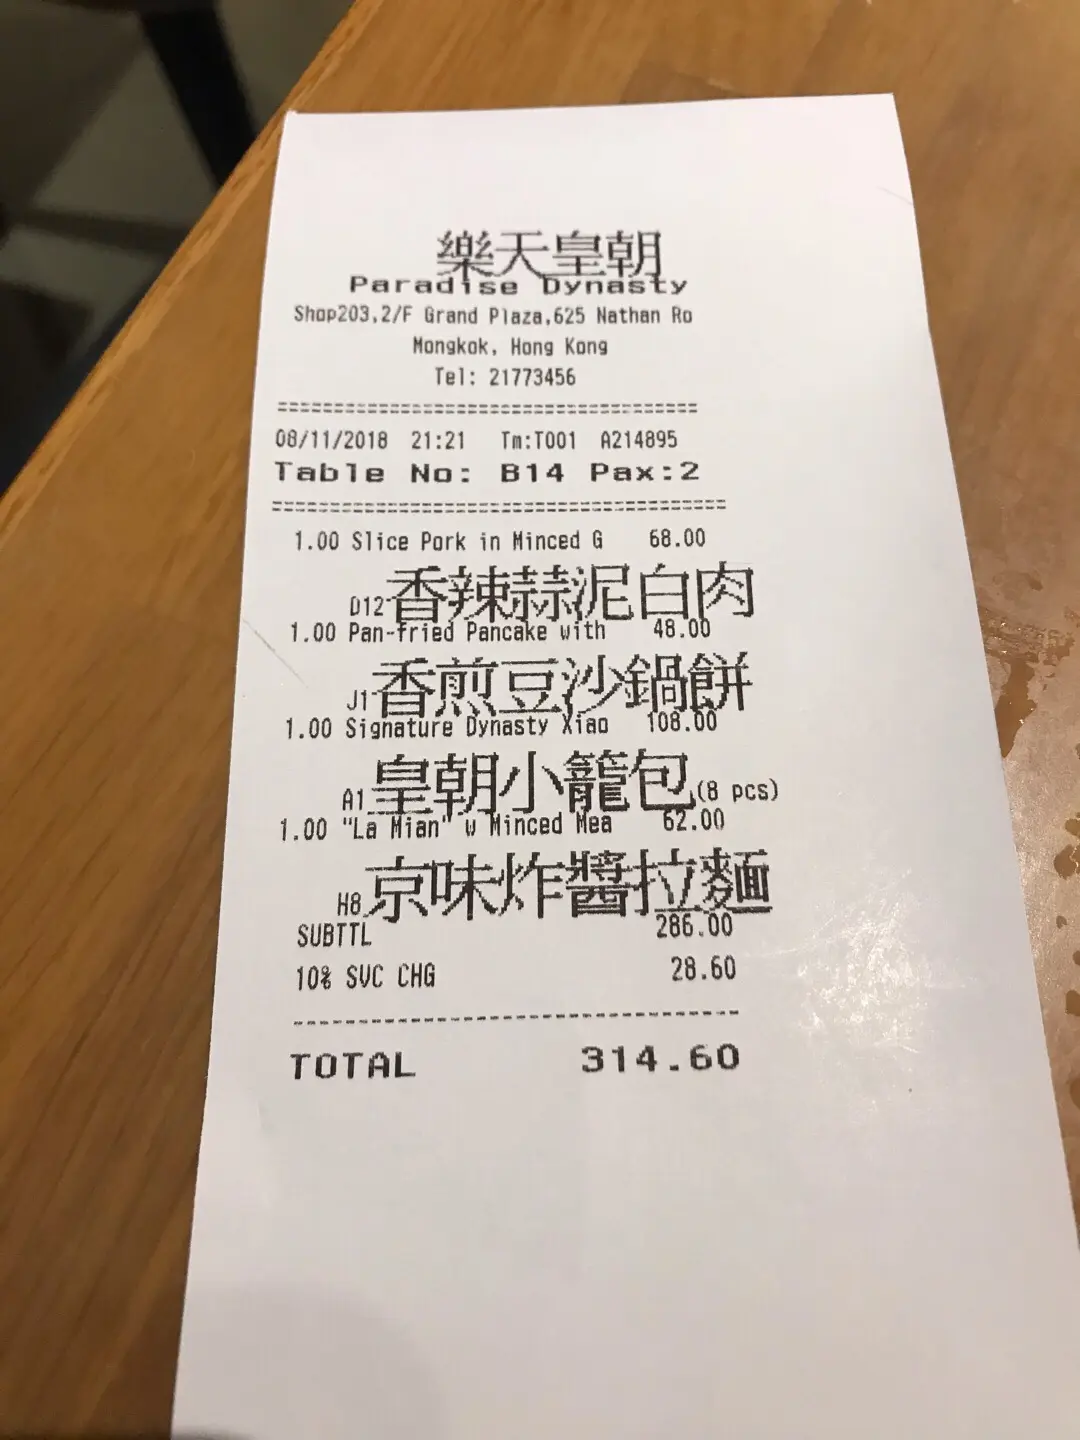 樂天皇朝
Paradise Dynasty
Shop203,2/F Grand Plaza,625 Nathan Ro
Mongkok, Hong Kong
Tel: 21773456
08/11/2018 21:21 Tm:T001 A214895
Table No: B14 Pax:2
1.00 Slice Pork in Minced G 68.00
D12 香辣蒜泥白肉
1.00 Pan-fried Pancake with 48.00
J1 香煎豆沙鍋餅
1.00 Signature Dynasty Xiao 108.00
A1 皇朝小籠包(8 pcs)
1.00 "La Mian" w Minced Mea 62.00
H8 京味炸醬拉麵
SUBTTL 286.00
10% SVC CHG 28.60
TOTAL 314.60